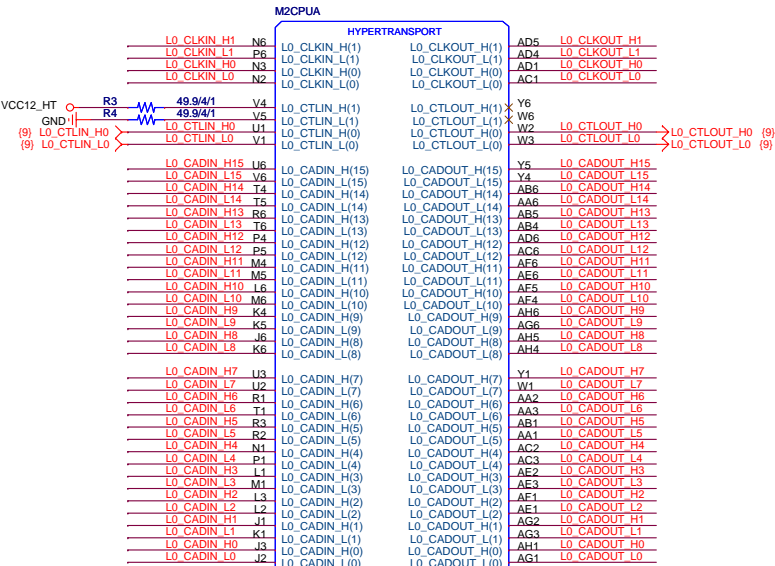 M2CPUA
HYPERTRANSPORT
L0_CLKIN_H1 N6 L0_CLKIN_H(1) L0_CLKOUT_H(1) AD5 L0_CLKOUT_H1
L0_CLKIN_L1 P6 L0_CLKIN_L(1) L0_CLKOUT_L(1) AD4 L0_CLKOUT_L1
L0_CLKIN_H0 N3 L0_CLKIN_H(0) L0_CLKOUT_H(0) AD1 L0_CLKOUT_H0
L0_CLKIN_L0 N2 L0_CLKIN_L(0) L0_CLKOUT_L(0) AC1 L0_CLKOUT_L0
VCC12_HT R3 49.9/4/1 V4 L0_CTLIN_H(1) L0_CTLOUT_H(1) Y6
GND R4 49.9/4/1 V5 L0_CTLIN_L(1) L0_CTLOUT_L(1) W6
{9} L0_CTLIN_H0 L0_CTLIN_H0 U1 L0_CTLIN_H(0) L0_CTLOUT_H(0) W2 L0_CTLOUT_H0 L0_CTLOUT_H0 {9}
{9} L0_CTLIN_L0 L0_CTLIN_L0 V1 L0_CTLIN_L(0) L0_CTLOUT_L(0) W3 L0_CTLOUT_L0 L0_CTLOUT_L0 {9}
L0_CADIN_H15 U6 L0_CADIN_H(15) L0_CADOUT_H(15) Y5 L0_CADOUT_H15
L0_CADIN_L15 V6 L0_CADIN_L(15) L0_CADOUT_L(15) Y4 L0_CADOUT_L15
L0_CADIN_H14 T4 L0_CADIN_H(14) L0_CADOUT_H(14) AB6 L0_CADOUT_H14
L0_CADIN_L14 T5 L0_CADIN_L(14) L0_CADOUT_L(14) AA6 L0_CADOUT_L14
L0_CADIN_H13 R6 L0_CADIN_H(13) L0_CADOUT_H(13) AB5 L0_CADOUT_H13
L0_CADIN_L13 T6 L0_CADIN_L(13) L0_CADOUT_L(13) AB4 L0_CADOUT_L13
L0_CADIN_H12 P4 L0_CADIN_H(12) L0_CADOUT_H(12) AD6 L0_CADOUT_H12
L0_CADIN_L12 P5 L0_CADIN_L(12) L0_CADOUT_L(12) AC6 L0_CADOUT_L12
L0_CADIN_H11 M4 L0_CADIN_H(11) L0_CADOUT_H(11) AF6 L0_CADOUT_H11
L0_CADIN_L11 M5 L0_CADIN_L(11) L0_CADOUT_L(11) AE6 L0_CADOUT_L11
L0_CADIN_H10 L6 L0_CADIN_H(10) L0_CADOUT_H(10) AF5 L0_CADOUT_H10
L0_CADIN_L10 M6 L0_CADIN_L(10) L0_CADOUT_L(10) AF4 L0_CADOUT_L10
L0_CADIN_H9 K4 L0_CADIN_H(9) L0_CADOUT_H(9) AH6 L0_CADOUT_H9
L0_CADIN_L9 K5 L0_CADIN_L(9) L0_CADOUT_L(9) AG6 L0_CADOUT_L9
L0_CADIN_H8 J6 L0_CADIN_H(8) L0_CADOUT_H(8) AH5 L0_CADOUT_H8
L0_CADIN_L8 K6 L0_CADIN_L(8) L0_CADOUT_L(8) AH4 L0_CADOUT_L8
L0_CADIN_H7 U3 L0_CADIN_H(7) L0_CADOUT_H(7) Y1 L0_CADOUT_H7
L0_CADIN_L7 U2 L0_CADIN_L(7) L0_CADOUT_L(7) W1 L0_CADOUT_L7
L0_CADIN_H6 R1 L0_CADIN_H(6) L0_CADOUT_H(6) AA2 L0_CADOUT_H6
L0_CADIN_L6 T1 L0_CADIN_L(6) L0_CADOUT_L(6) AA3 L0_CADOUT_L6
L0_CADIN_H5 R3 L0_CADIN_H(5) L0_CADOUT_H(5) AB1 L0_CADOUT_H5
L0_CADIN_L5 R2 L0_CADIN_L(5) L0_CADOUT_L(5) AA1 L0_CADOUT_L5
L0_CADIN_H4 N1 L0_CADIN_H(4) L0_CADOUT_H(4) AC2 L0_CADOUT_H4
L0_CADIN_L4 P1 L0_CADIN_L(4) L0_CADOUT_L(4) AC3 L0_CADOUT_L4
L0_CADIN_H3 L1 L0_CADIN_H(3) L0_CADOUT_H(3) AE2 L0_CADOUT_H3
L0_CADIN_L3 M1 L0_CADIN_L(3) L0_CADOUT_L(3) AE3 L0_CADOUT_L3
L0_CADIN_H2 L3 L0_CADIN_H(2) L0_CADOUT_H(2) AF1 L0_CADOUT_H2
L0_CADIN_L2 L2 L0_CADIN_L(2) L0_CADOUT_L(2) AE1 L0_CADOUT_L2
L0_CADIN_H1 J1 L0_CADIN_H(1) L0_CADOUT_H(1) AG2 L0_CADOUT_H1
L0_CADIN_L1 K1 L0_CADIN_L(1) L0_CADOUT_L(1) AG3 L0_CADOUT_L1
L0_CADIN_H0 J3 L0_CADIN_H(0) L0_CADOUT_H(0) AH1 L0_CADOUT_H0
L0_CADIN_L0 J2 L0_CADIN_L(0) L0_CADOUT_L(0) AG1 L0_CADOUT_L0